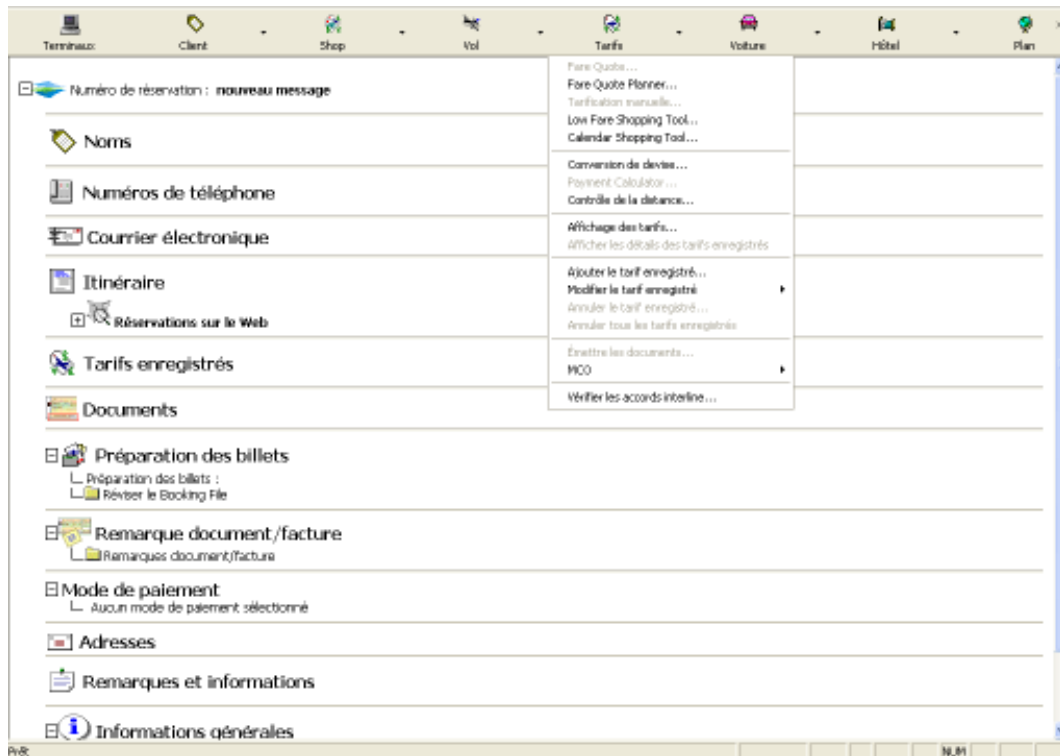 Terminaux
Client
Shop
Vol
Tarifs
Voiture
Hôtel
Plan
Numéro de réservation : nouveau message
Noms
Numéros de téléphone
Courrier électronique
Itinéraire
Réservations sur le Web
Tarifs enregistrés
Documents
Préparation des billets
Préparation des billets :
Réviser le Booking File
Remarque document/facture
Remarques document/facture
Mode de paiement
Aucun mode de paiement sélectionné
Adresses
Remarques et informations
Informations générales
Fare Quote...
Fare Quote Planner...
Tarification manuelle...
Low Fare Shopping Tool...
Calendar Shopping Tool...
Conversion de devise...
Payment Calculator...
Contrôle de la distance...
Affichage des tarifs...
Afficher les détails des tarifs enregistrés
Ajouter le tarif enregistré...
Modifier le tarif enregistré
Annuler le tarif enregistré...
Annuler tous les tarifs enregistrés
Émettre les documents...
MCO
Vérifier les accords interline...
Prêt
NUM